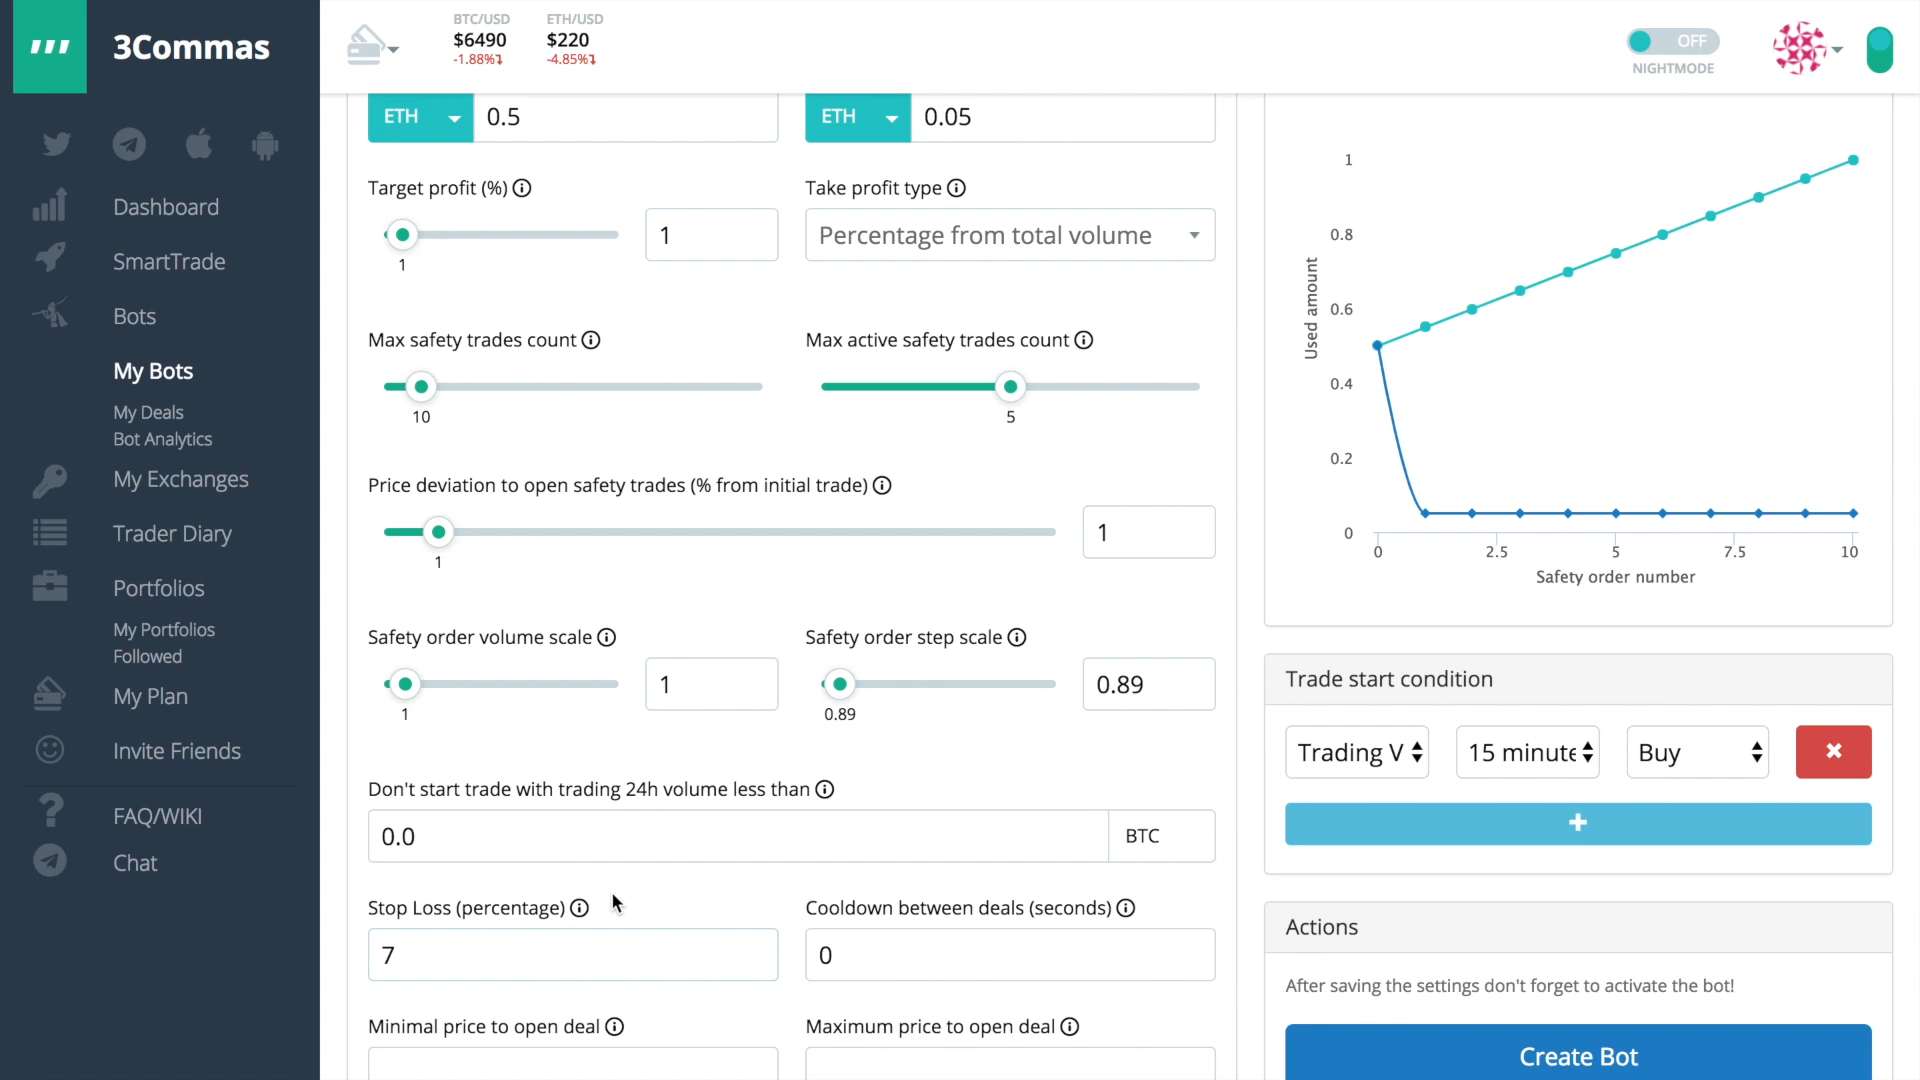 3Commas
BTC/USD
$6490
-1.88%
ETH/USD
$220
-4.85%
OFF
NIGHTMODE
Dashboard
SmartTrade
Bots
My Bots
My Deals
Bot Analytics
My Exchanges
Trader Diary
Portfolios
My Portfolios
Followed
My Plan
Invite Friends
FAQ/WIKI
Chat
ETH
0.5
ETH
0.05
Target profit (%)
1
1
Take profit type
Percentage from total volume
Max safety trades count
10
Max active safety trades count
5
Price deviation to open safety trades (% from initial trade)
1
1
Safety order volume scale
1
1
Safety order step scale
0.89
0.89
Don't start trade with trading 24h volume less than
0.0
BTC
Stop Loss (percentage)
7
Cooldown between deals (seconds)
0
Minimal price to open deal
Maximum price to open deal
Used amount
1
0.8
0.6
0.4
0.2
0
0
2.5
5
7.5
10
Safety order number
Trade start condition
Trading V
15 minute
Buy
Actions
After saving the settings don't forget to activate the bot!
Create Bot